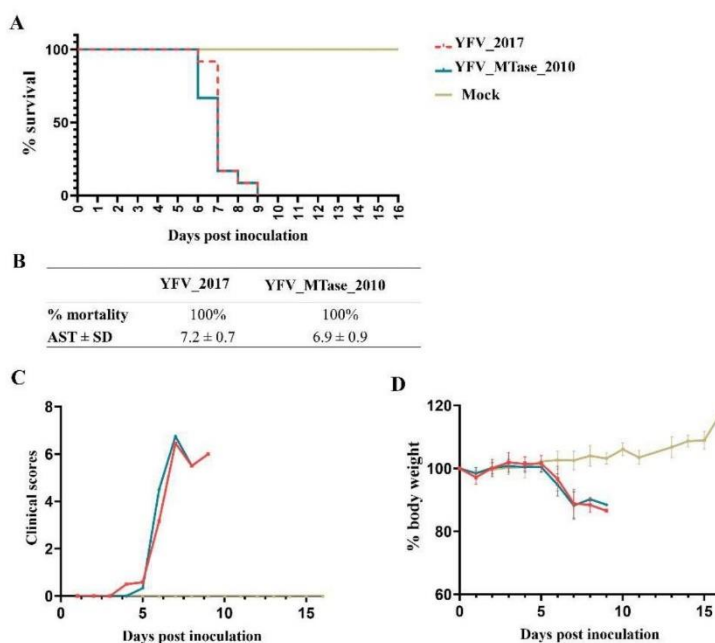 A
% survival
100
50
0
0 1 2 3 4 5 6 7 8 9 10 11 12 13 14 15 16
Days post inoculation
YFV_2017
YFV_MTase_2010
Mock
B
YFV_2017 YFV_MTase_2010
% mortality 100% 100%
AST ± SD 7.2 ± 0.7 6.9 ± 0.9
C
Clinical scores
8
6
4
2
0
0 5 10 15
Days post inoculation
D
% body weight
120
100
80
60
0 5 10 15
Days post inoculation